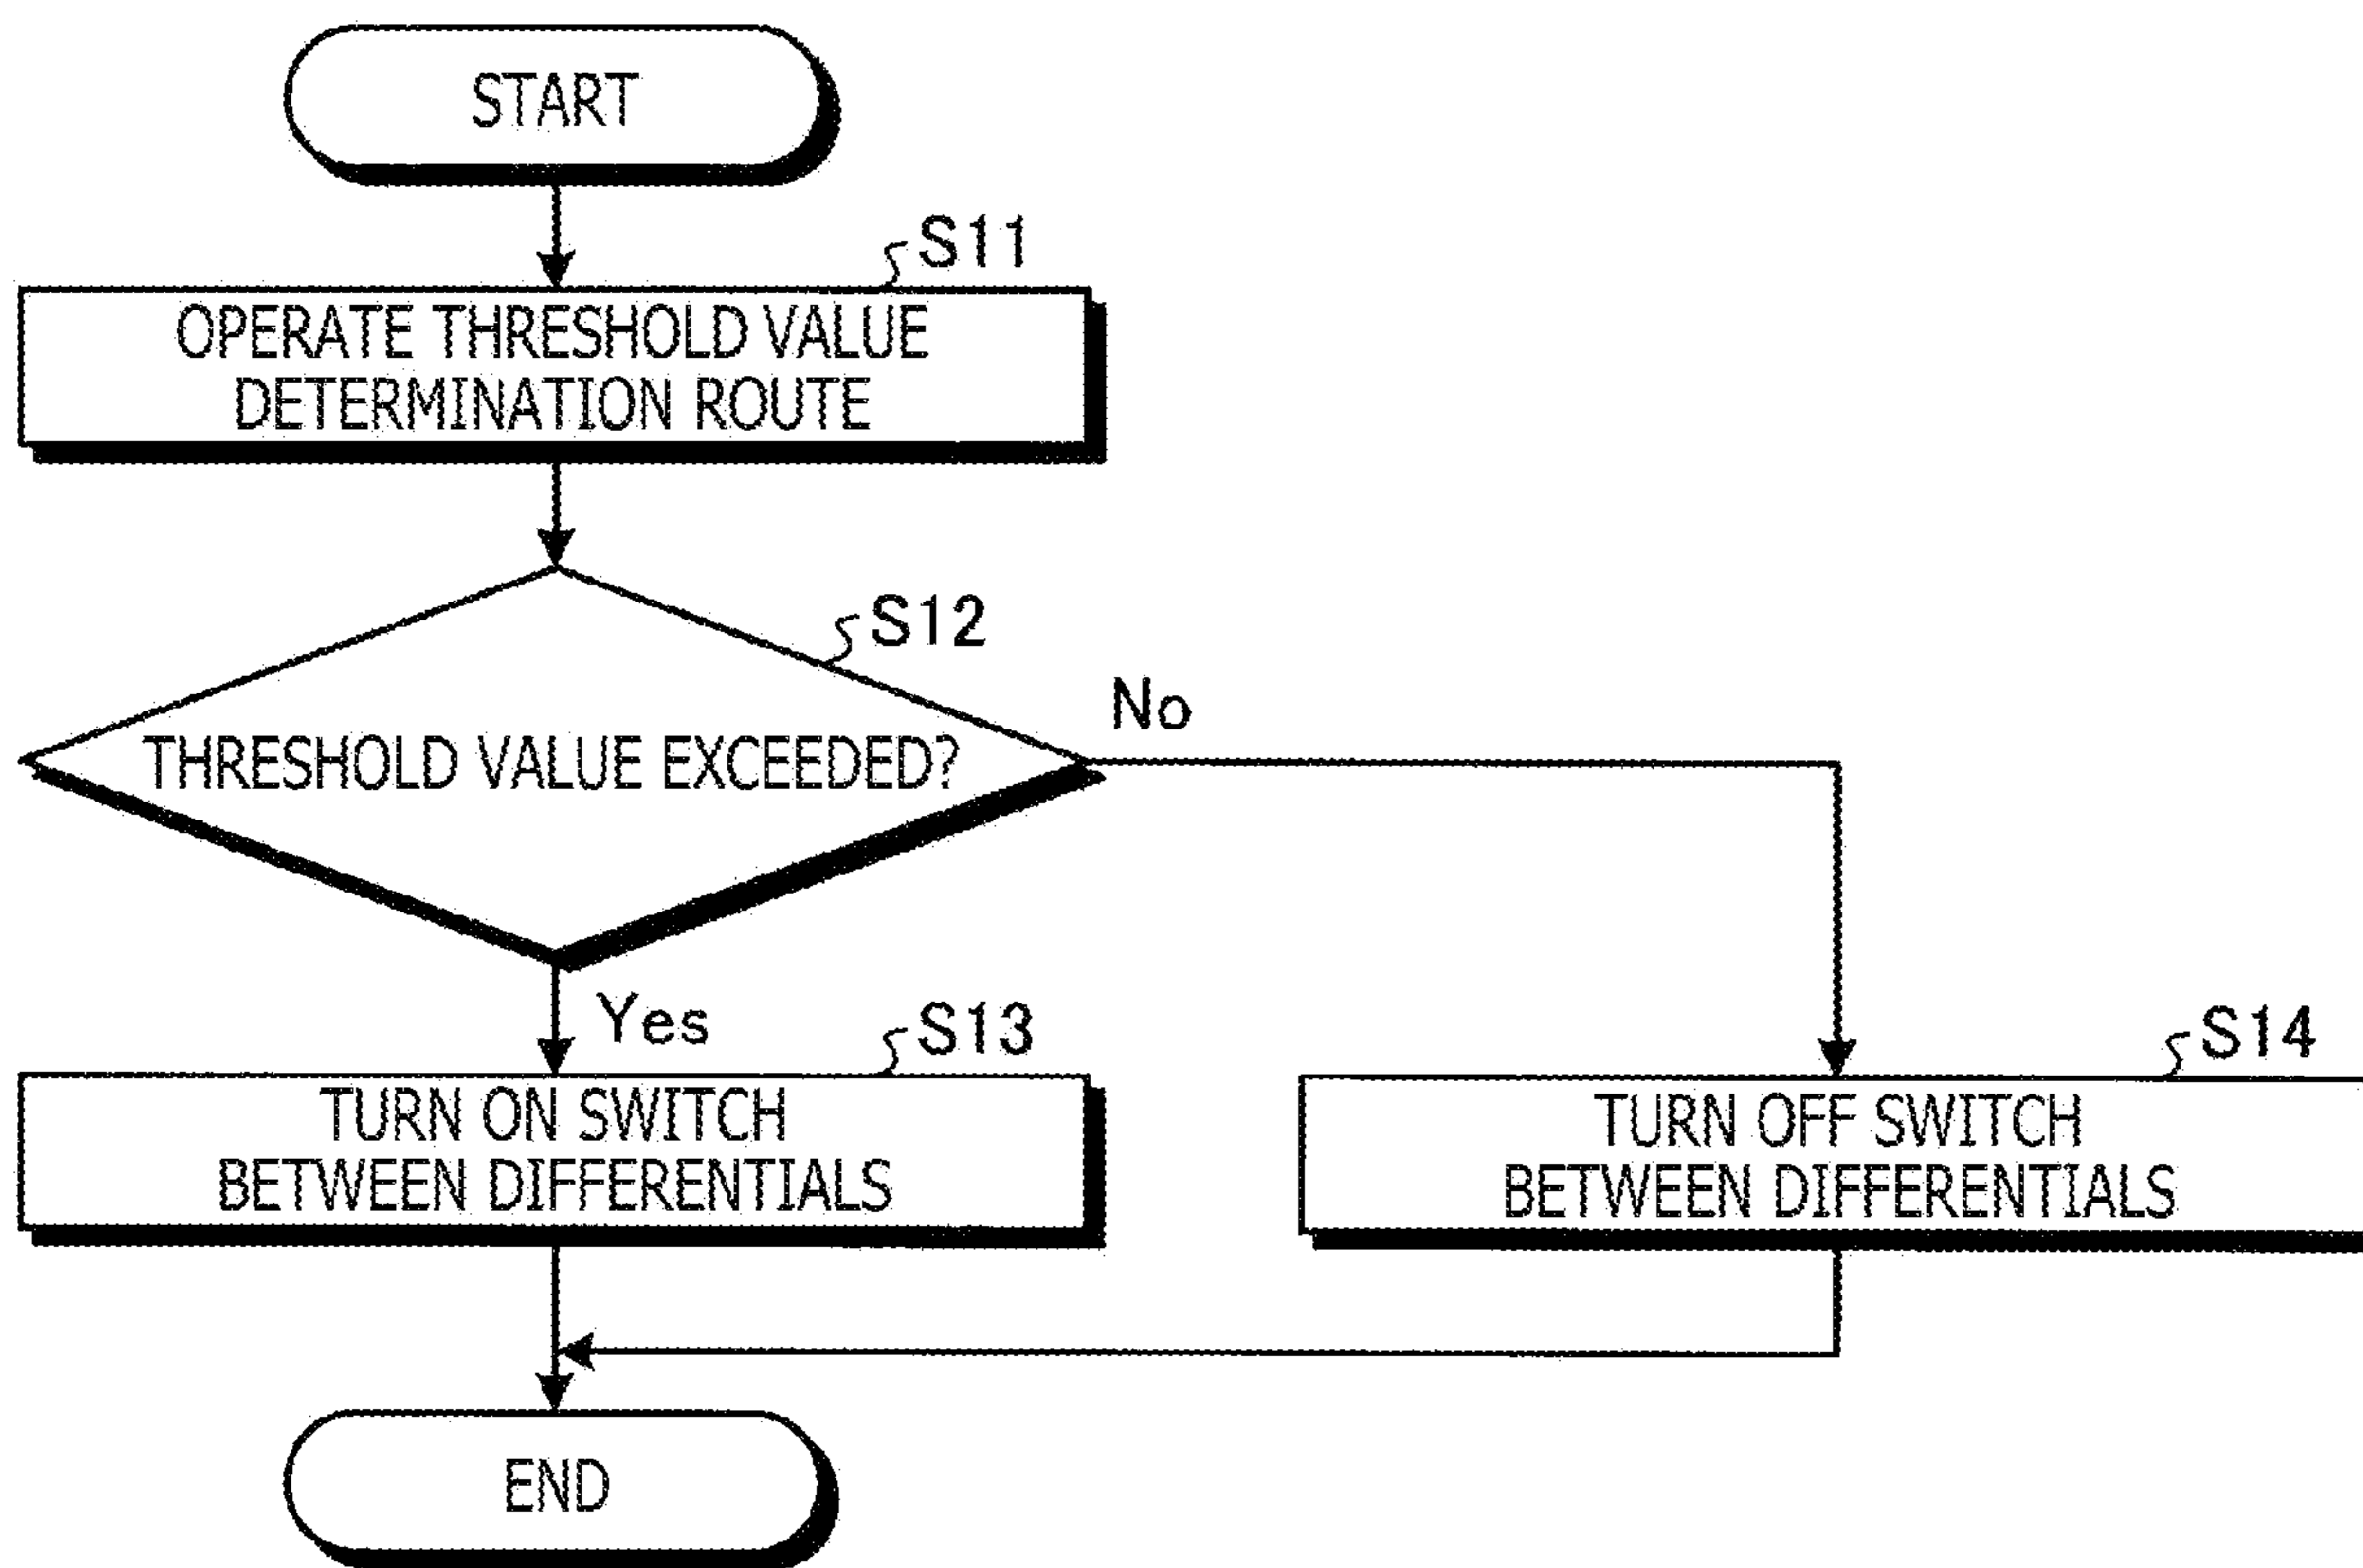 START
S11
OPERATE THRESHOLD VALUE
DETERMINATION ROUTE
S12
THRESHOLD VALUE EXCEEDED?
No
Yes
S13
TURN ON SWITCH
BETWEEN DIFFERENTIALS
S14
TURN OFF SWITCH
BETWEEN DIFFERENTIALS
END